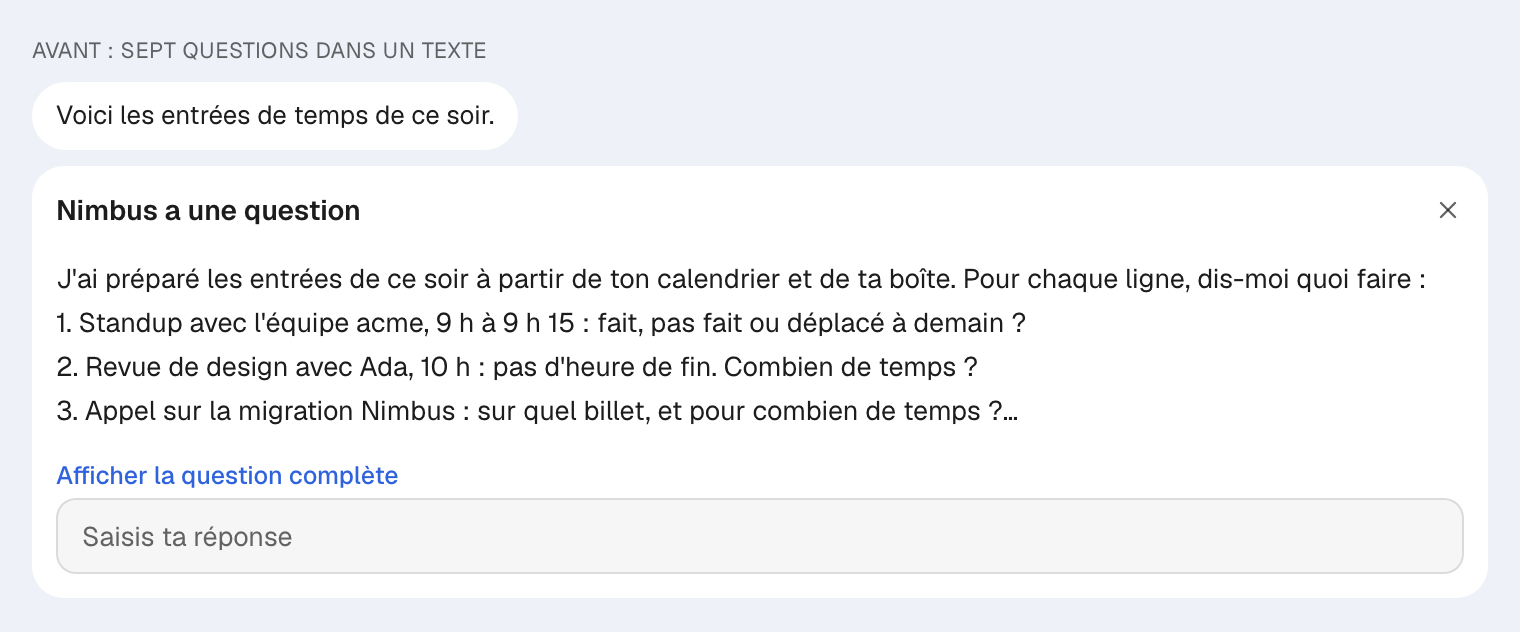 AVANT : SEPT QUESTIONS DANS UN TEXTE
Voici les entrées de temps de ce soir.
Nimbus a une question
J'ai préparé les entrées de ce soir à partir de ton calendrier et de ta boîte. Pour chaque ligne, dis-moi quoi faire :
1. Standup avec l'équipe acme, 9 h à 9 h 15 : fait, pas fait ou déplacé à demain ?
2. Revue de design avec Ada, 10 h : pas d'heure de fin. Combien de temps ?
3. Appel sur la migration Nimbus : sur quel billet, et pour combien de temps ?...
Afficher la question complète
Saisis ta réponse